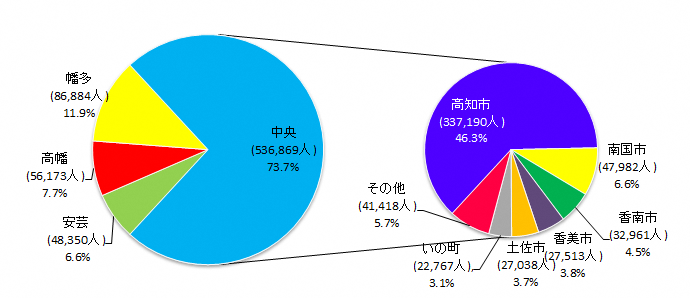 幡多
(86,884人)
11.9%
高幡
(56,173人)
7.7%
安芸
(48,350人)
6.6%
中央
(536,869人)
73.7%
高知市
(337,190人)
46.3%
南国市
(47,982人)
6.6%
香南市
(32,961人)
4.5%
香美市
(27,513人)
3.8%
土佐市
(27,038人)
3.7%
いの町
(22,767人)
3.1%
その他
(41,418人)
5.7%